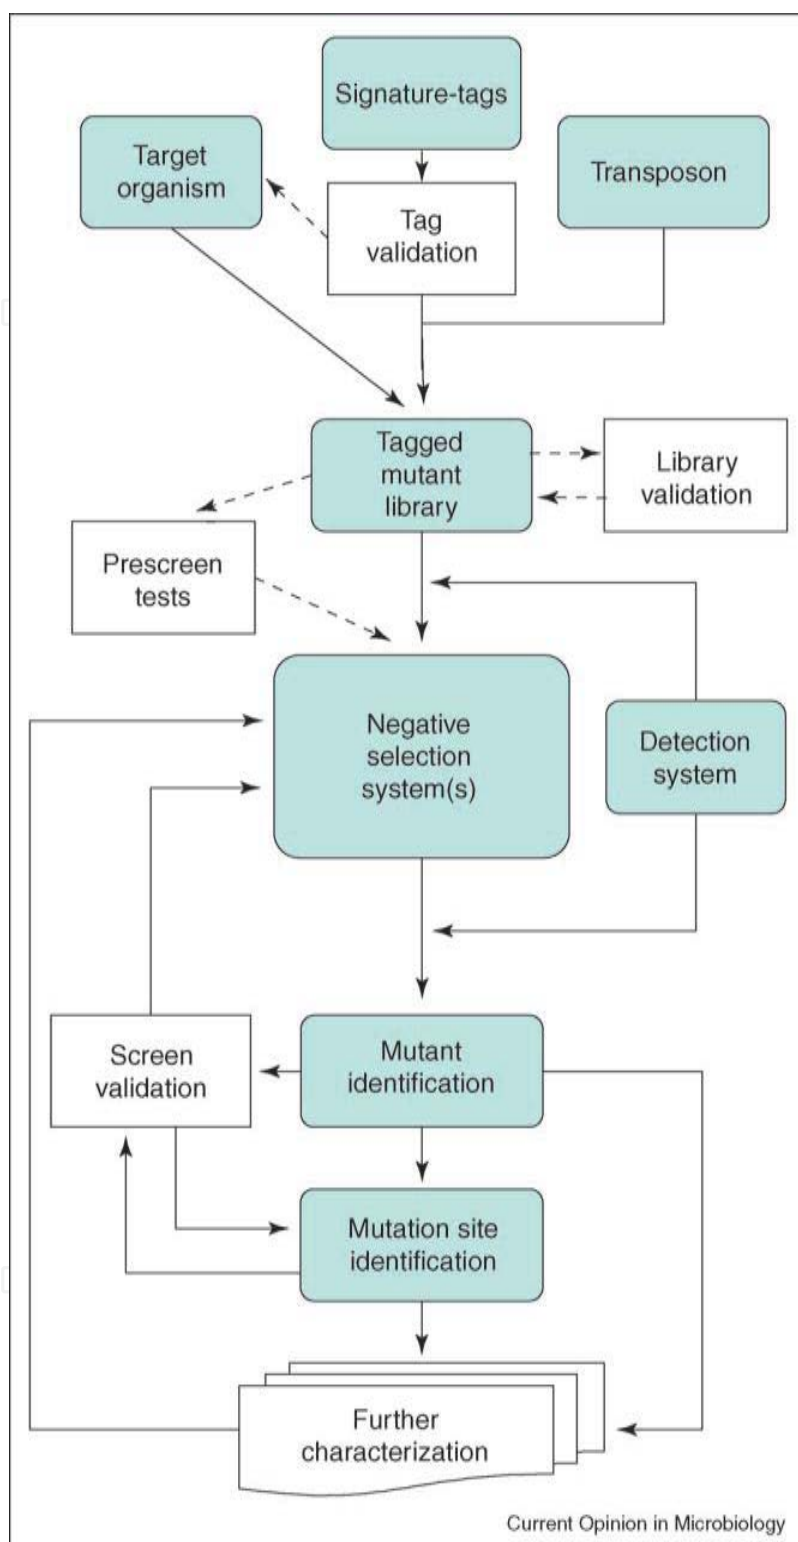 Signature-tags
Target
organism
Transposon
Tag
validation
Tagged
mutant
library
Library
validation
Prescreen
tests
Negative
selection
system(s)
Detection
system
Screen
validation
Mutant
identification
Mutation site
identification
Further
characterization
Current Opinion in Microbiology